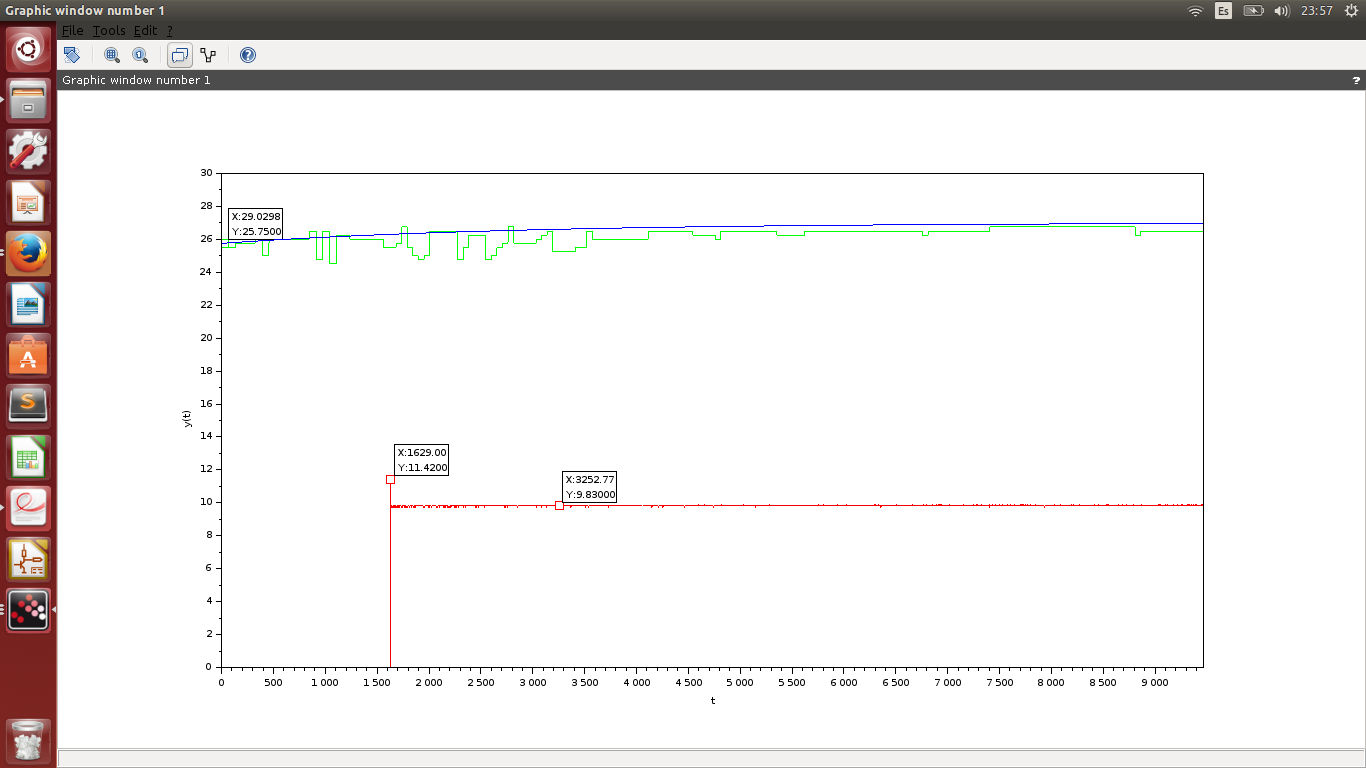 Graphic window number 1
Es
23:57
File Tools Edit ?
Graphic window number 1
?
30
28
26
24
22
20
18
16
14
12
10
8
6
4
2
0
y(t)
X:29.0298
Y:25.7500
X:1629.00
Y:11.4200
X:3252.77
Y:9.83000
0 500 1 000 1 500 2 000 2 500 3 000 3 500 4 000 4 500 5 000 5 500 6 000 6 500 7 000 7 500 8 000 8 500 9 000
t